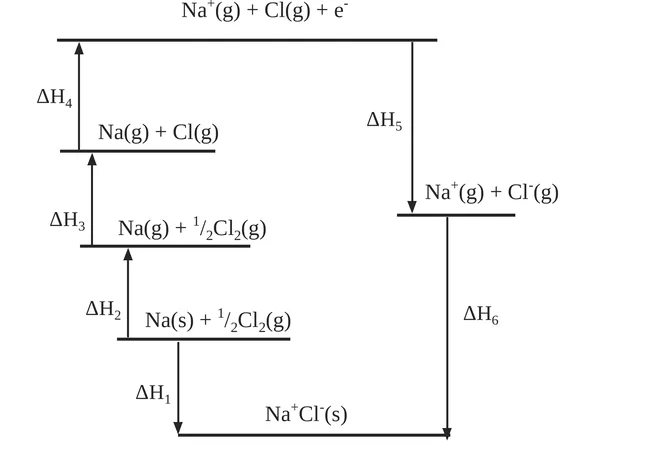 Na⁺(g) + Cl(g) + e⁻
ΔH₄
ΔH₅
Na(g) + Cl(g)
Na⁺(g) + Cl⁻(g)
ΔH₃
Na(g) + ¹/₂Cl₂(g)
ΔH₂
Na(s) + ¹/₂Cl₂(g)
ΔH₆
ΔH₁
Na⁺Cl⁻(s)